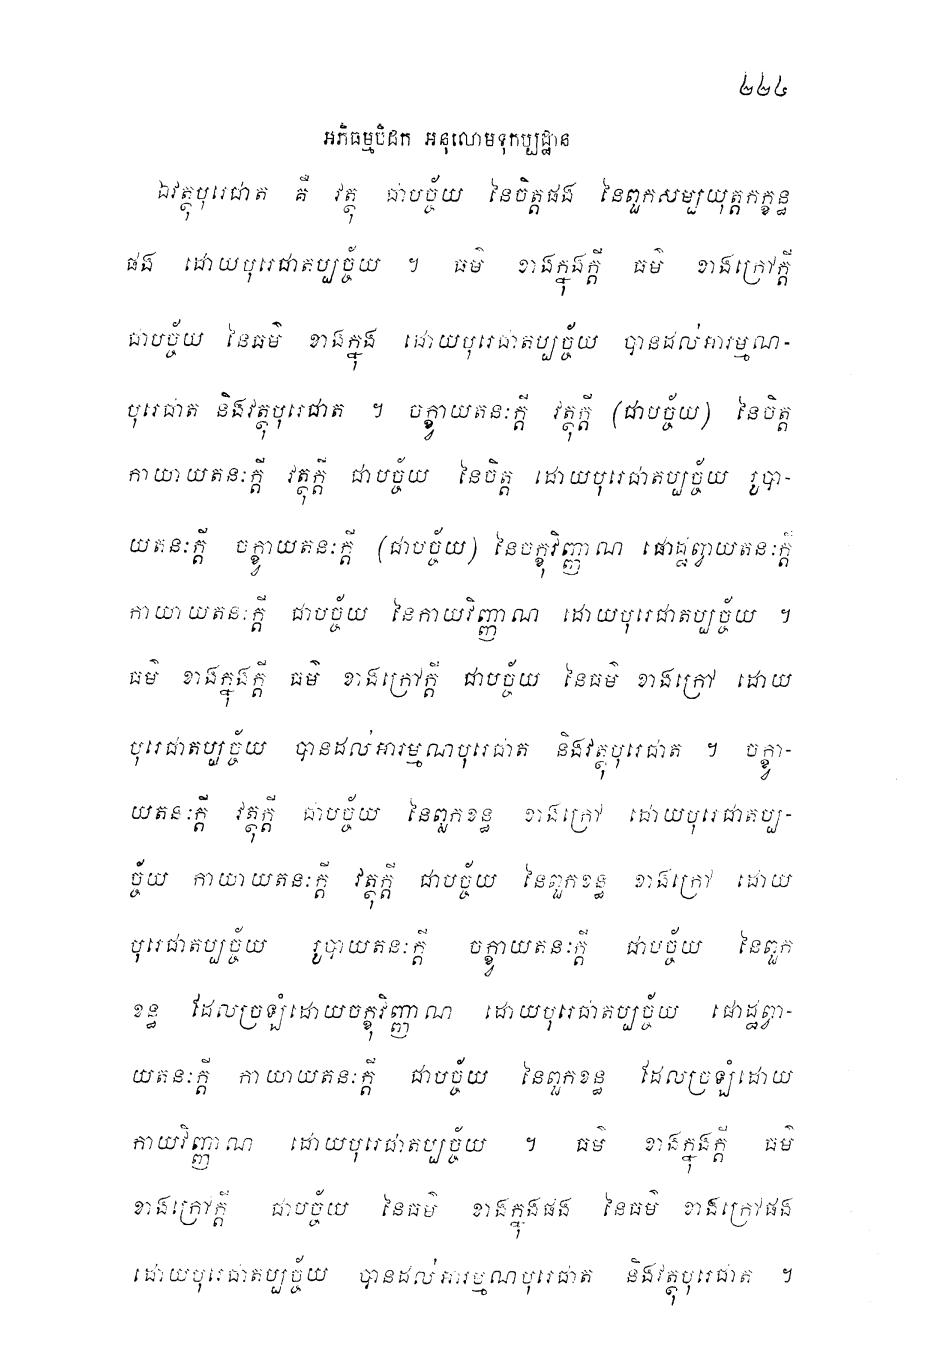 ២២៤
អភិធម្មបិដក អនុលោមទុកប្បដ្ឋាន
ឯវត្ថុបុរេជាត គឺ វត្ថុ ជាបច្ច័យ នៃចិត្តផង នៃពួកសម្បយុត្តកក្ខន្ធ
ផង ដោយបុរេជាតប្បច្ច័យ ។ ធម៌ ខាងក្នុងក្តី ធម៌ ខាងក្រៅក្តី
ជាបច្ច័យ នៃធម៌ ខាងក្នុង ដោយបុរេជាតប្បច្ច័យ បានដល់អារម្មណ-
បុរេជាត និងវត្ថុបុរេជាត ។ ចក្ខ្វាយតនៈក្តី វត្ថុក្តី (ជាបច្ច័យ) នៃចិត្ត
កាយាយតនៈក្តី វត្ថុក្តី ជាបច្ច័យ នៃចិត្ត ដោយបុរេជាតប្បច្ច័យ រូបា-
យតនៈក្តី ចក្ខ្វាយតនៈក្តី (ជាបច្ច័យ) នៃចក្ខុវិញ្ញាណ ផោដ្ឋព្វាយតនៈក្តី
កាយាយតនៈក្តី ជាបច្ច័យ នៃកាយវិញ្ញាណ ដោយបុរេជាតប្បច្ច័យ ។
ធម៌ ខាងក្នុងក្តី ធម៌ ខាងក្រៅក្តី ជាបច្ច័យ នៃធម៌ ខាងក្រៅ ដោយ
បុរេជាតប្បច្ច័យ បានដល់អារម្មណបុរេជាត និងវត្ថុបុរេជាត ។ ចក្ខ្វា-
យតនៈក្តី វត្ថុក្តី ជាបច្ច័យ នៃពួកខន្ធ ខាងក្រៅ ដោយបុរេជាតប្ប-
ច្ច័យ កាយាយតនៈក្តី វត្ថុក្តី ជាបច្ច័យ នៃពួកខន្ធ ខាងក្រៅ ដោយ
បុរេជាតប្បច្ច័យ រូបាយតនៈក្តី ចក្ខ្វាយតនៈក្តី ជាបច្ច័យ នៃពួក
ខន្ធ ដែលច្រឡំដោយចក្ខុវិញ្ញាណ ដោយបុរេជាតប្បច្ច័យ ផោដ្ឋព្វា-
យតនៈក្តី កាយាយតនៈក្តី ជាបច្ច័យ នៃពួកខន្ធ ដែលច្រឡំដោយ
កាយវិញ្ញាណ ដោយបុរេជាតប្បច្ច័យ ។ ធម៌ ខាងក្នុងក្តី ធម៌
ខាងក្រៅក្តី ជាបច្ច័យ នៃធម៌ ខាងក្នុងផង នៃធម៌ ខាងក្រៅផង
ដោយបុរេជាតប្បច្ច័យ បានដល់អារម្មណបុរេជាត និងវត្ថុបុរេជាត ។